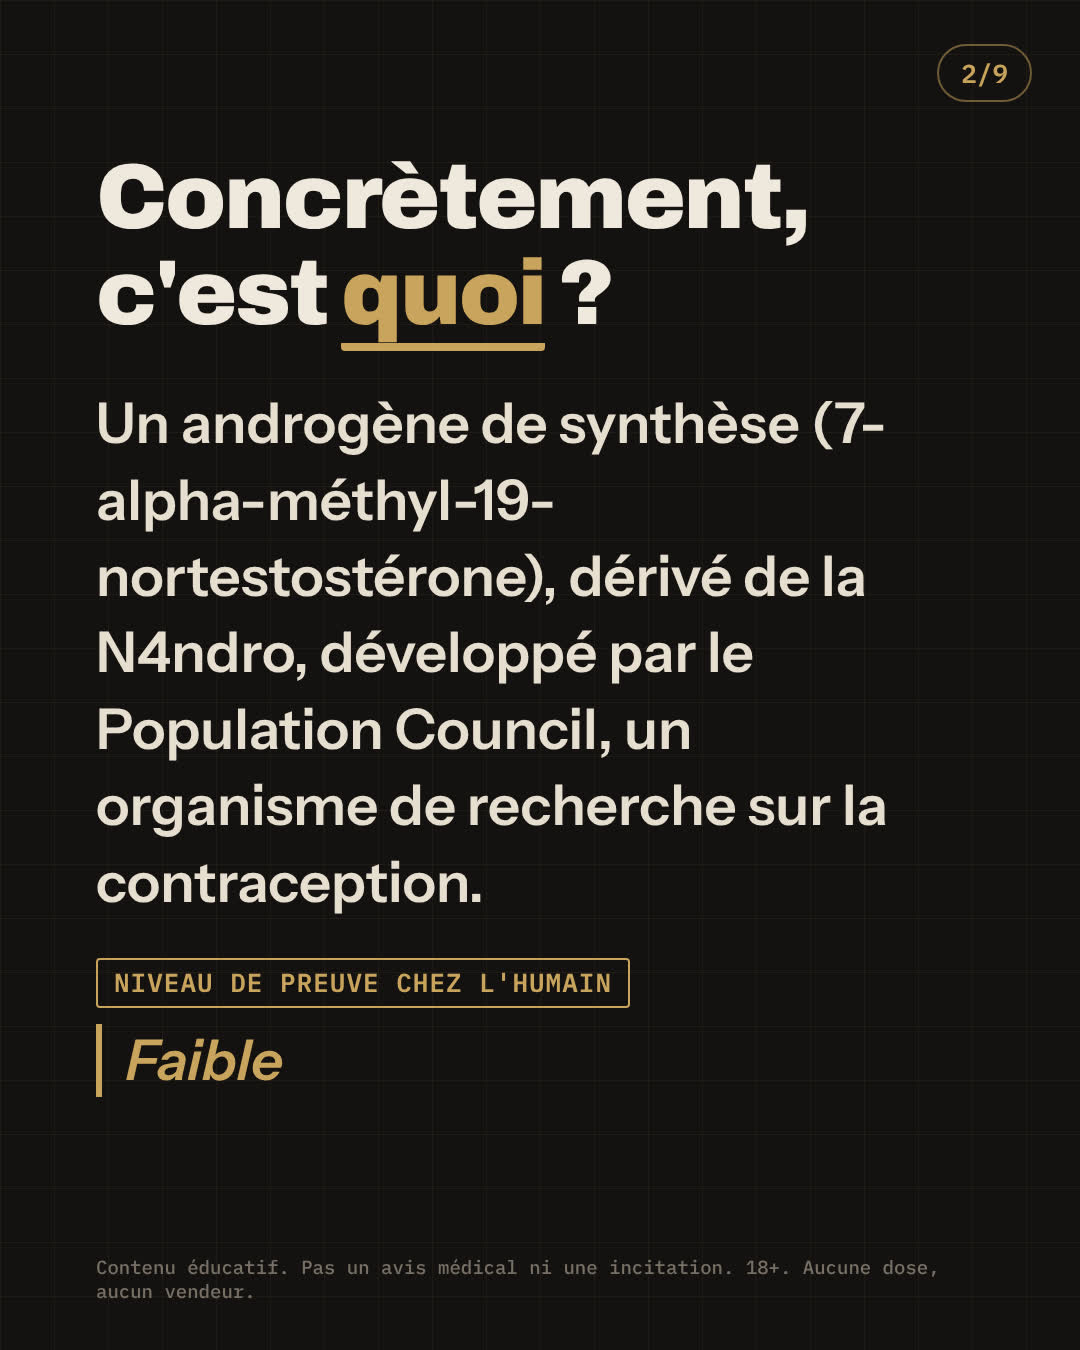 2/9
Concrètement,
c'est quoi ?
Un androgène de synthèse (7-
alpha-méthyl-19-
nortestostérone), dérivé de la
N4ndro, développé par le
Population Council, un
organisme de recherche sur la
contraception.
NIVEAU DE PREUVE CHEZ L'HUMAIN
Faible
Contenu éducatif. Pas un avis médical ni une incitation. 18+. Aucune dose,
aucun vendeur.